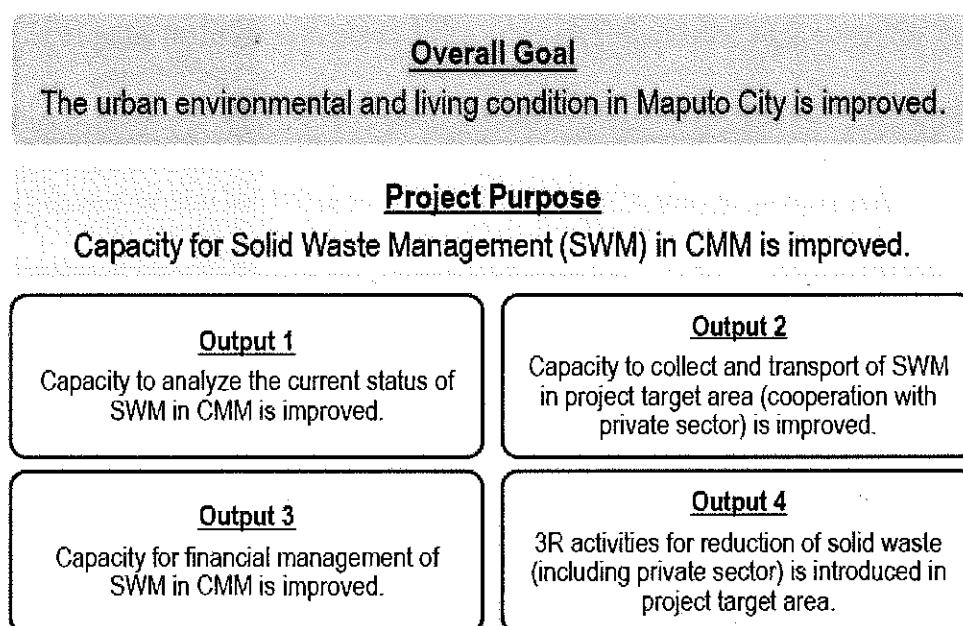 Overall Goal
The urban environmental and living condition in Maputo City is improved.
Project Purpose
Capacity for Solid Waste Management (SWM) in CMM is improved.
Output 1
Capacity to analyze the current status of
SWM in CMM is improved.
Output 2
Capacity to collect and transport of SWM
in project target area (cooperation with
private sector) is improved.
Output 3
Capacity for financial management of
SWM in CMM is improved.
Output 4
3R activities for reduction of solid waste
(including private sector) is introduced in
project target area.